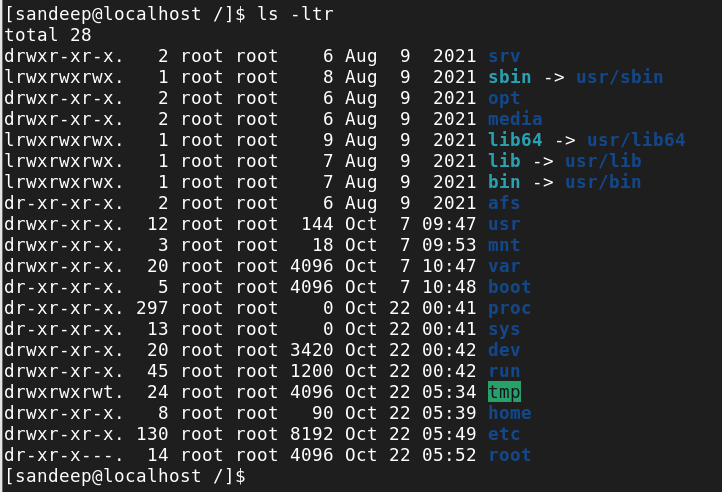 [sandeep@localhost /]$ ls -ltr
total 28
drwxr-xr-x.   2 root root    6 Aug  9  2021 srv
lrwxrwxrwx.   1 root root    8 Aug  9  2021 sbin -> usr/sbin
drwxr-xr-x.   2 root root    6 Aug  9  2021 opt
drwxr-xr-x.   2 root root    6 Aug  9  2021 media
lrwxrwxrwx.   1 root root    9 Aug  9  2021 lib64 -> usr/lib64
lrwxrwxrwx.   1 root root    7 Aug  9  2021 lib -> usr/lib
lrwxrwxrwx.   1 root root    7 Aug  9  2021 bin -> usr/bin
dr-xr-xr-x.   2 root root    6 Aug  9  2021 afs
drwxr-xr-x.  12 root root  144 Oct  7 09:47 usr
drwxr-xr-x.   3 root root   18 Oct  7 09:53 mnt
drwxr-xr-x.  20 root root 4096 Oct  7 10:47 var
dr-xr-xr-x.   5 root root 4096 Oct  7 10:48 boot
dr-xr-xr-x. 297 root root    0 Oct 22 00:41 proc
dr-xr-xr-x.  13 root root    0 Oct 22 00:41 sys
drwxr-xr-x.  20 root root 3420 Oct 22 00:42 dev
drwxr-xr-x.  45 root root 1200 Oct 22 00:42 run
drwxrwxrwt.  24 root root 4096 Oct 22 05:34 tmp
drwxr-xr-x.   8 root root   90 Oct 22 05:39 home
drwxr-xr-x. 130 root root 8192 Oct 22 05:49 etc
dr-xr-x---.  14 root root 4096 Oct 22 05:52 root
[sandeep@localhost /]$